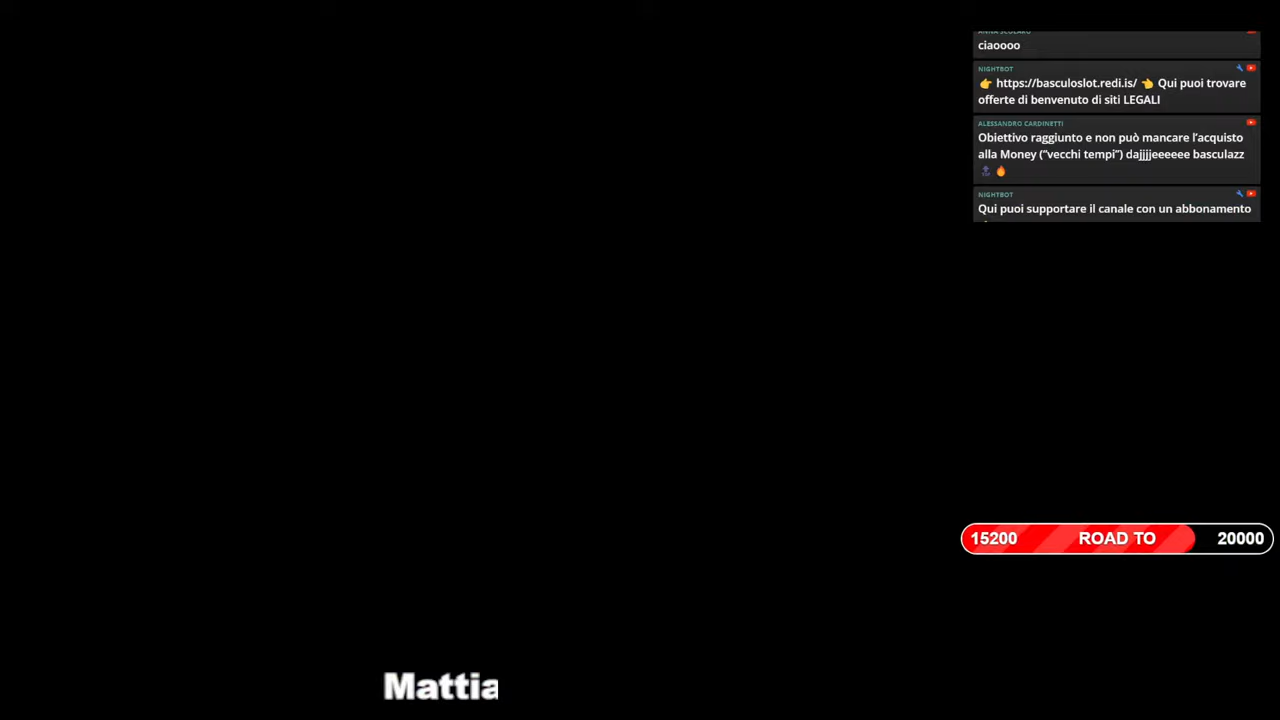 ANNA SCOLARO
ciaoooo
NIGHTBOT
👉 https://basculoslot.redi.is/ 👈 Qui puoi trovare
offerte di benvenuto di siti LEGALI
ALESSANDRO CARDINETTI
Obiettivo raggiunto e non può mancare l’acquisto
alla Money (“vecchi tempi”) dajjjjeeeeee basculazz
🔝🔥
NIGHTBOT
Qui puoi supportare il canale con un abbonamento
15200 ROAD TO 20000
Mattia